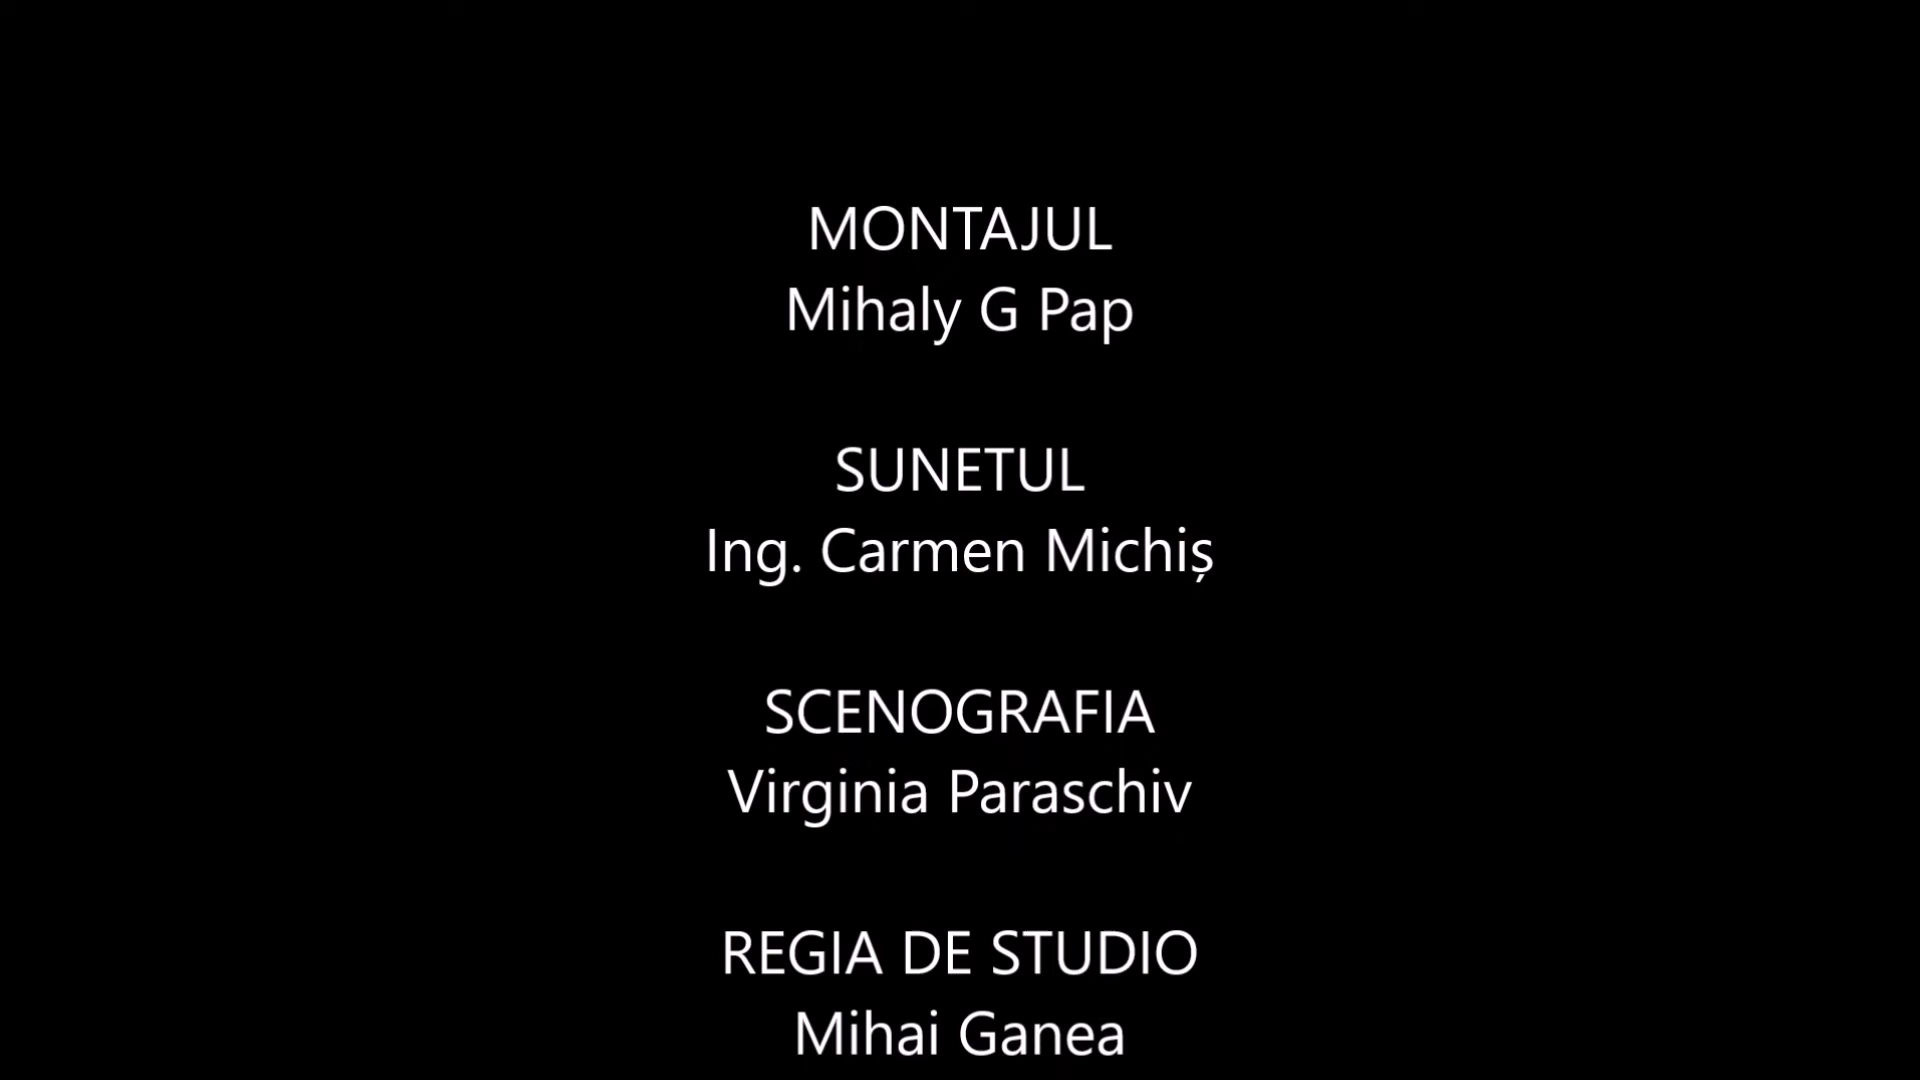 MONTAJUL
Mihaly G Pap
SUNETUL
Ing. Carmen Michiș
SCENOGRAFIA
Virginia Paraschiv
REGIA DE STUDIO
Mihai Ganea